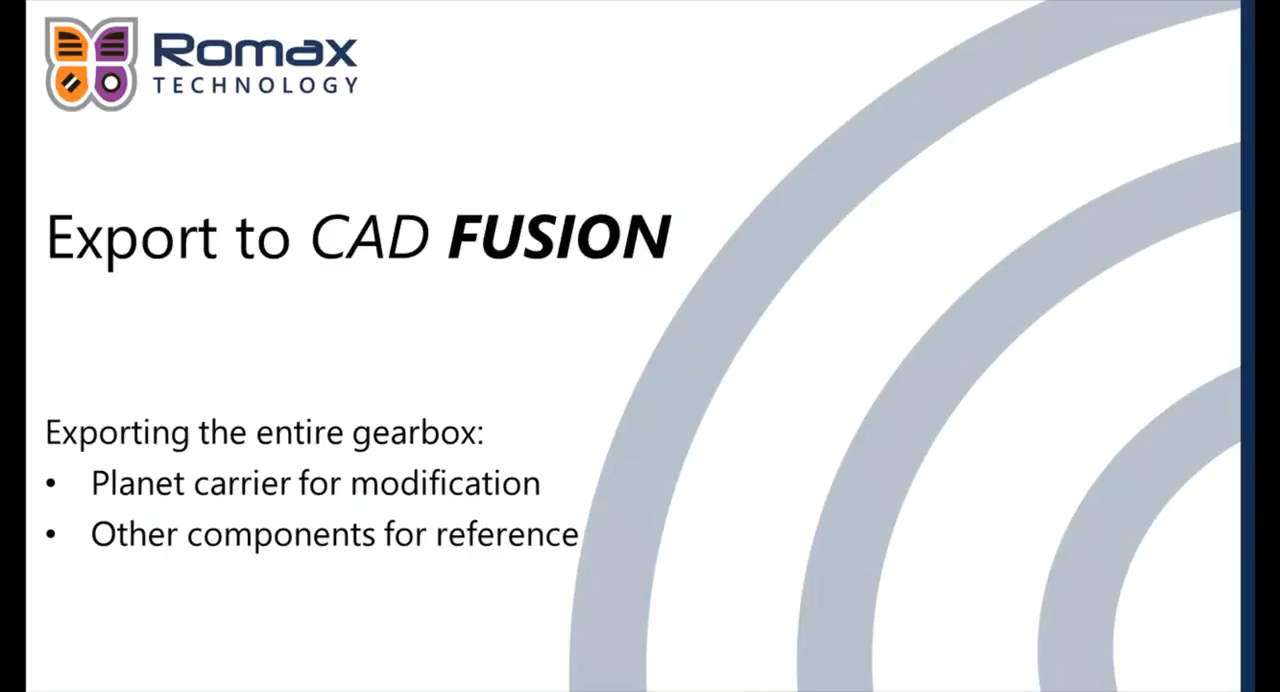 Romax
TECHNOLOGY
Export to CAD FUSION
Exporting the entire gearbox:
• Planet carrier for modification
• Other components for reference